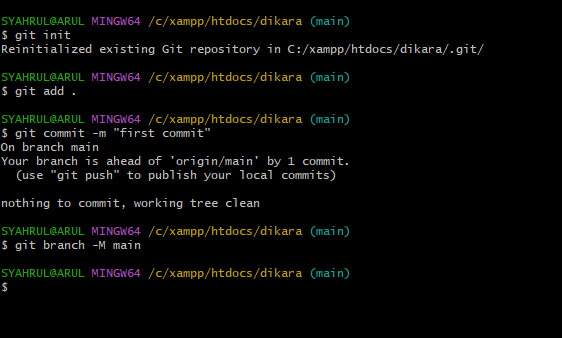 SYAHRUL@ARUL MINGW64 /c/xampp/htdocs/dikara (main)
$ git init
Reinitialized existing Git repository in C:/xampp/htdocs/dikara/.git/
SYAHRUL@ARUL MINGW64 /c/xampp/htdocs/dikara (main)
$ git add .
SYAHRUL@ARUL MINGW64 /c/xampp/htdocs/dikara (main)
$ git commit -m "first commit"
On branch main
Your branch is ahead of 'origin/main' by 1 commit.
  (use "git push" to publish your local commits)
nothing to commit, working tree clean
SYAHRUL@ARUL MINGW64 /c/xampp/htdocs/dikara (main)
$ git branch -M main
SYAHRUL@ARUL MINGW64 /c/xampp/htdocs/dikara (main)
$